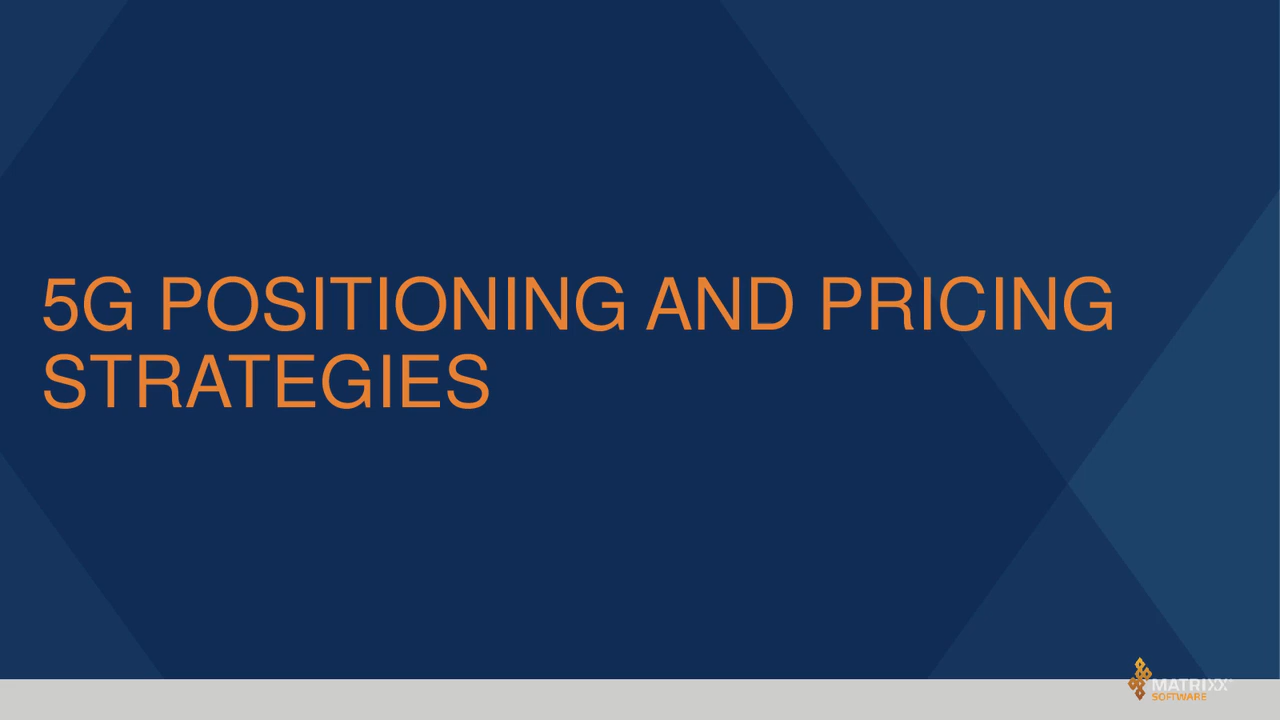 5G POSITIONING AND PRICING
STRATEGIES
MATRIXX
SOFTWARE